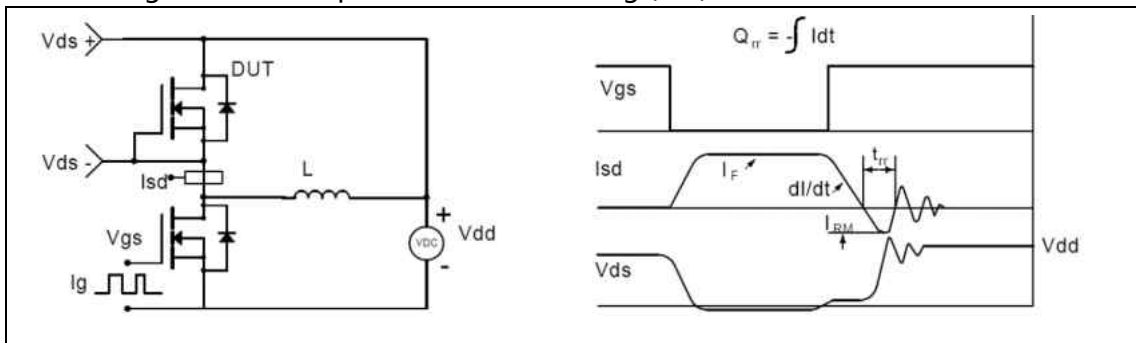 Vds +
DUT
Vds -
Isd
L
Vgs
+
VDC
Vdd
-
Ig
Qrr = -∫ Idt
Vgs
Isd
IF
dI/dt
trr
IRM
Vdd
Vds